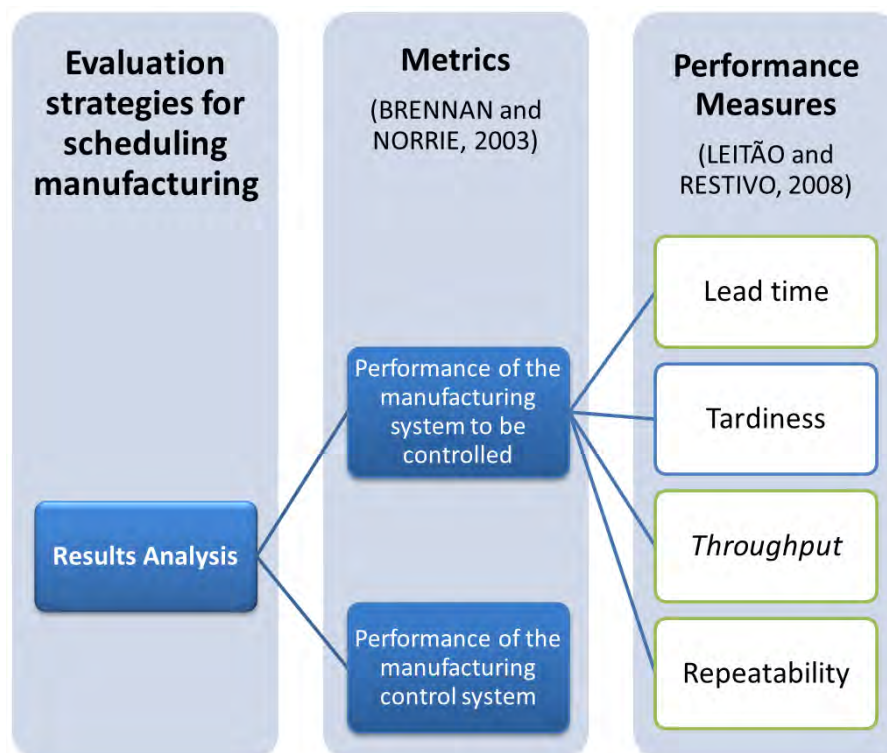 Evaluation
strategies for
scheduling
manufacturing
Results Analysis
Metrics
(BRENNAN and
NORRIE, 2003)
Performance of the
manufacturing
system to be
controlled
Performance of the
manufacturing
control system
Performance
Measures
(LEITÃO and
RESTIVO, 2008)
Lead time
Tardiness
Throughput
Repeatability